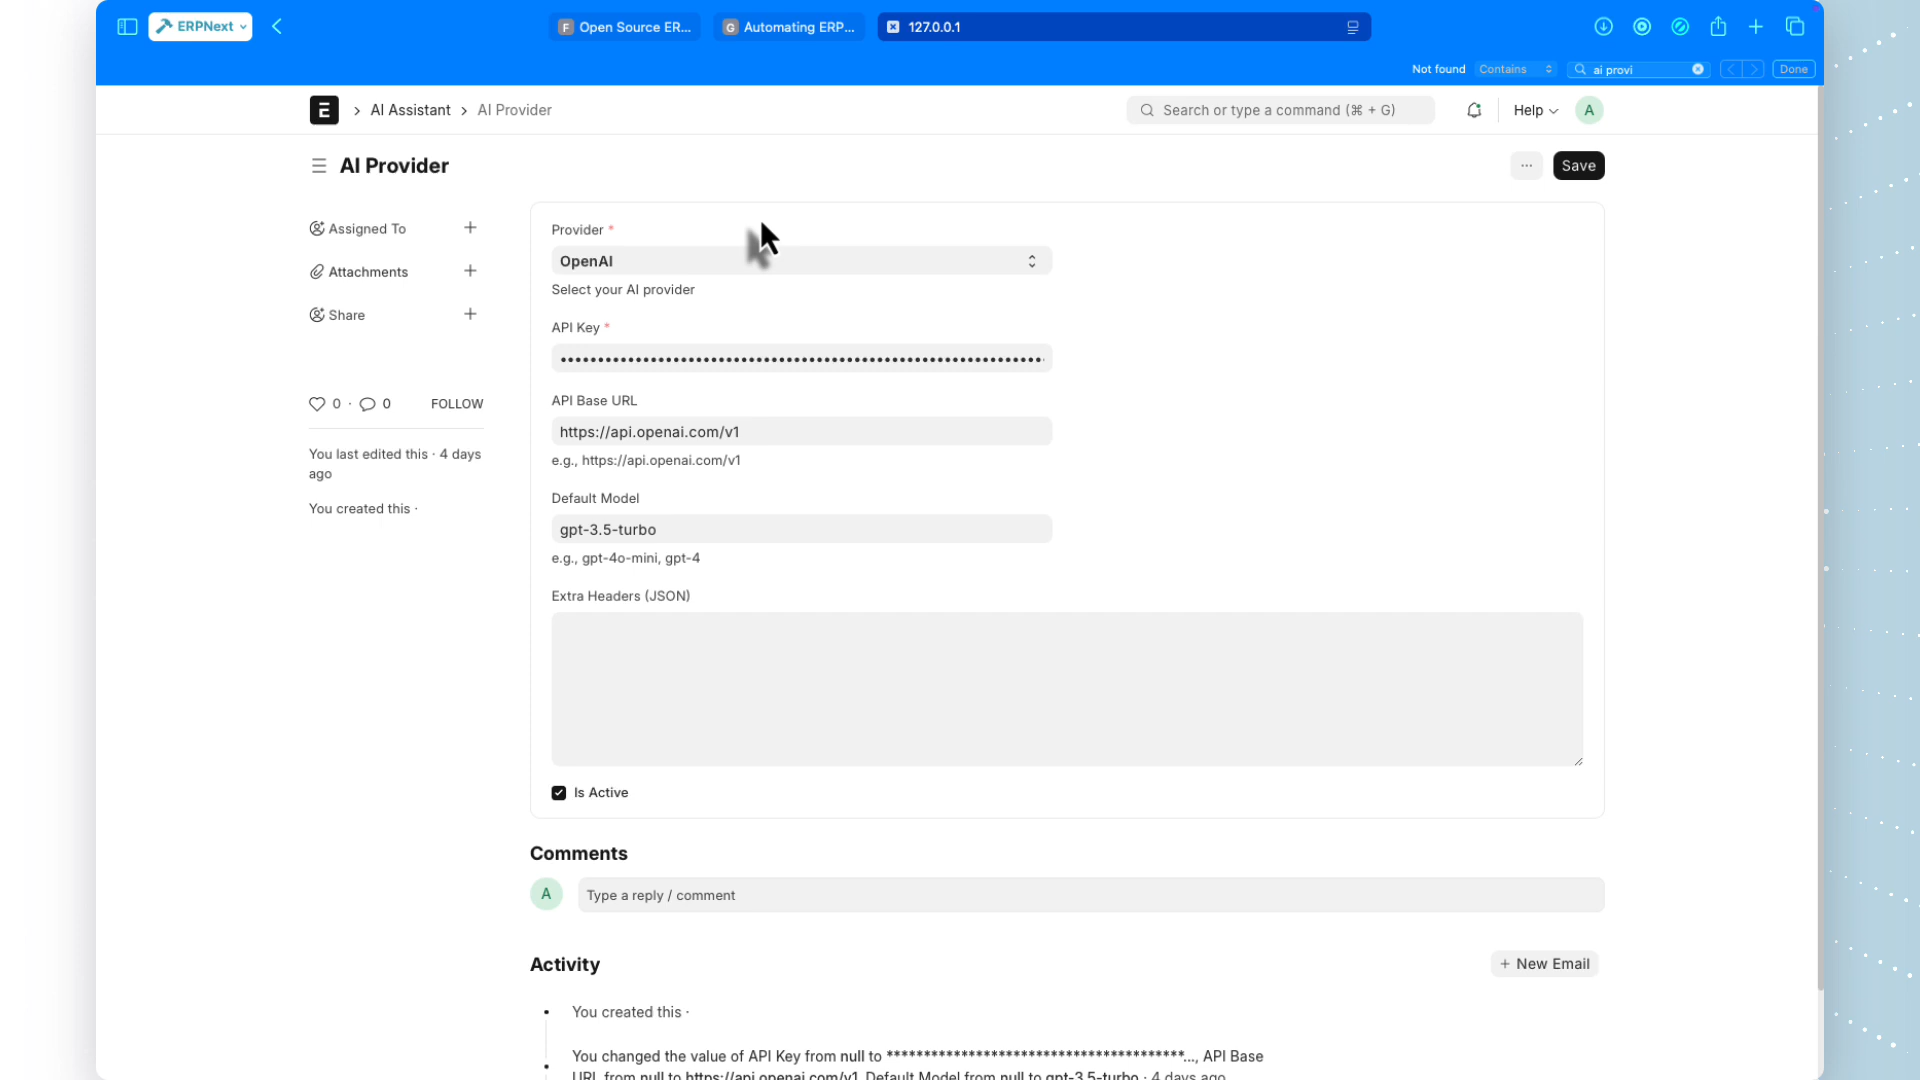 ERPNext
F Open Source ER...
G Automating ERP...
127.0.0.1
Not found Contains ai provi Done
E > AI Assistant > AI Provider
Search or type a command (⌘ + G)
Help
A
AI Provider
... Save
Assigned To +
Attachments +
Share +
0 · 0 FOLLOW
You last edited this · 4 days
ago
You created this ·
Provider *
OpenAI
Select your AI provider
API Key *
API Base URL
https://api.openai.com/v1
e.g., https://api.openai.com/v1
Default Model
gpt-3.5-turbo
e.g., gpt-4o-mini, gpt-4
Extra Headers (JSON)
Is Active
Comments
A Type a reply / comment
Activity
+ New Email
You created this ·
You changed the value of API Key from null to ****************************************..., API Base
URL from null to https://api.openai.com/v1, Default Model from null to gpt-3.5-turbo · 4 days ago